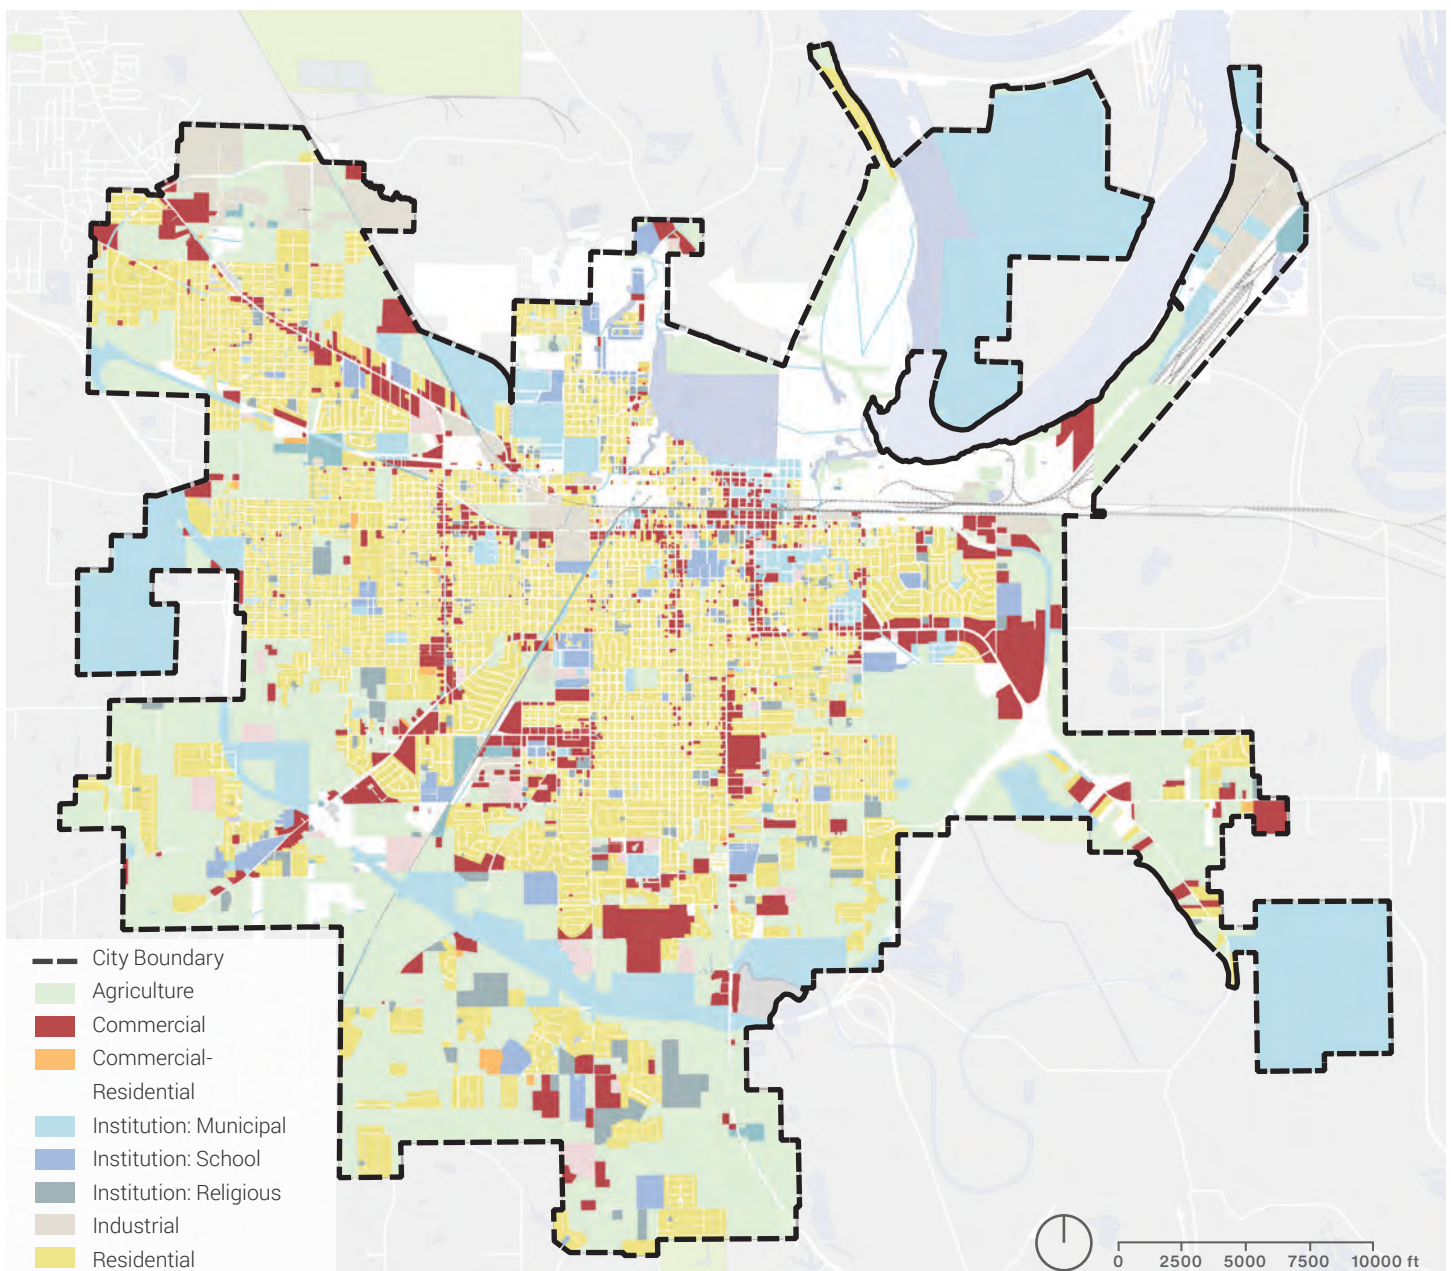 City Boundary
Agriculture
Commercial
Commercial-
Residential
Institution: Municipal
Institution: School
Institution: Religious
Industrial
Residential
0 2500 5000 7500 10000 ft